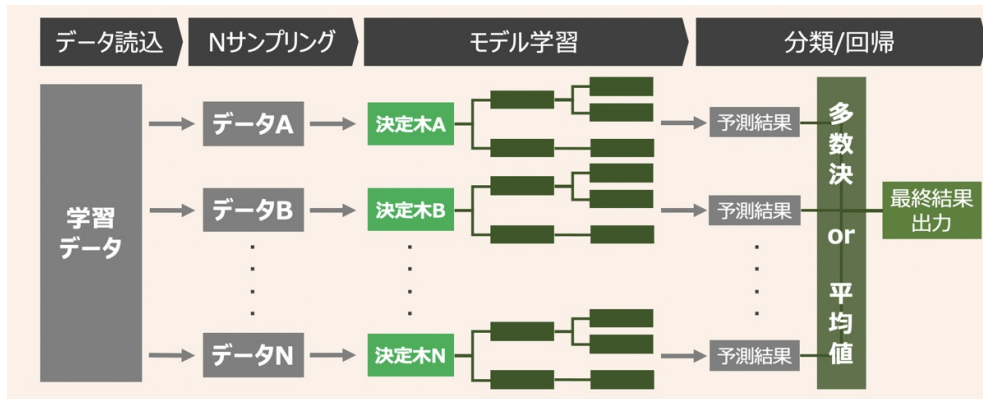 データ読込
Nサンプリング
モデル学習
分類/回帰
学習
データ
データA
決定木A
予測結果
データB
決定木B
予測結果
データN
決定木N
予測結果
多数決 or 平均値
最終結果
出力